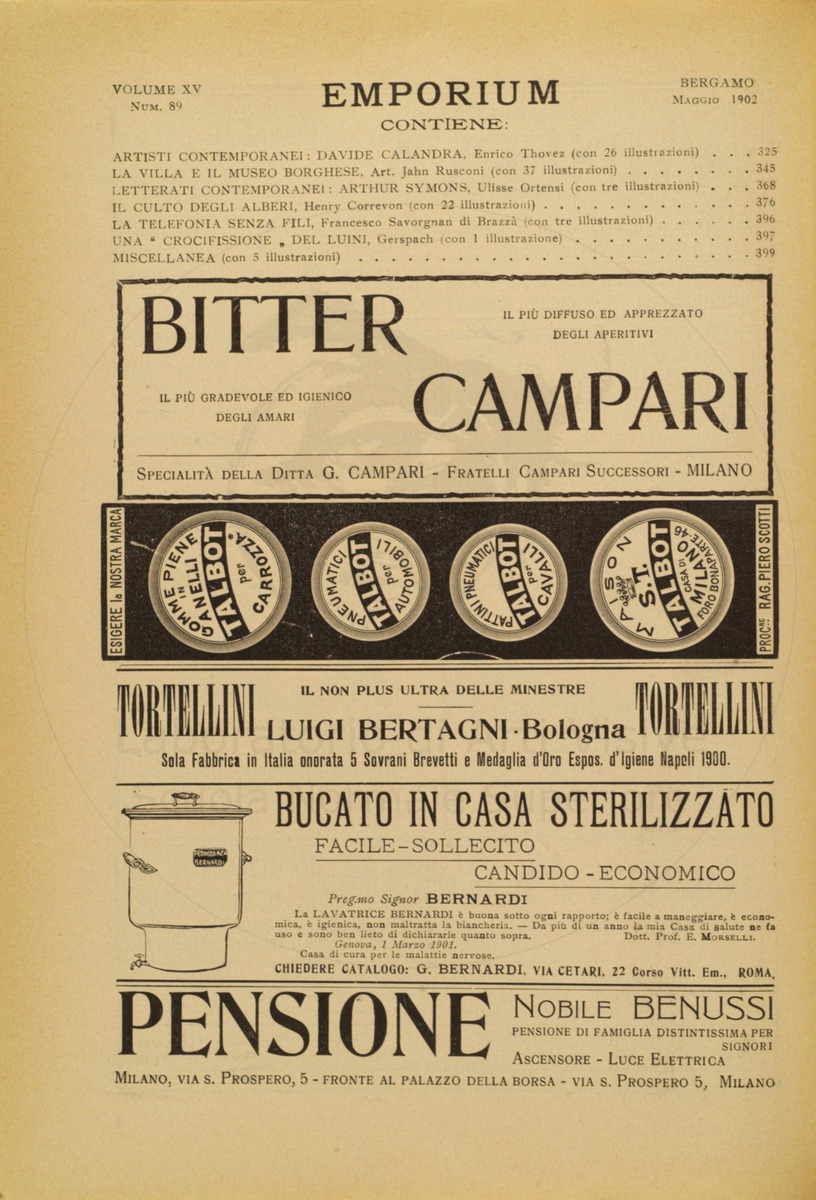 VOLUME XV
Num. 89
EMPORIUM
BERGAMO
Maggio 1902
CONTIENE:
ARTISTI CONTEMPORANEI: DAVIDE CALANDRA, Enrico Thovez (con 26 illustrazioni) . . . 325
LA VILLA E IL MUSEO BORGHESE, Art. Jahn Rusconi (con 37 illustrazioni) . . . . . . . . 345
LETTERATI CONTEMPORANEI: ARTHUR SYMONS, Ulisse Ortensi (con tre illustrazioni) . . . 368
IL CULTO DEGLI ALBERI, Henry Correvon (con 22 illustrazioni) . . . . . . . . . . . . . . . 376
LA TELEFONIA SENZA FILI, Francesco Savorgnan di Brazzà (con tre illustrazioni) . . . . . . 396
UNA “ CROCIFISSIONE „ DEL LUINI, Gerspach (con 1 illustrazione) . . . . . . . . . . . 397
MISCELLANEA (con 5 illustrazioni) . . . . . . . . . . . . . . . . . . . . . . . 399
BITTER
IL PIÙ DIFFUSO ED APPREZZATO
DEGLI APERITIVI
IL PIÙ GRADEVOLE ED IGIENICO
DEGLI AMARI
CAMPARI
Specialità della Ditta G. CAMPARI - Fratelli Campari Successori - MILANO
ESIGERE la NOSTRA MARCA
GOMME PIENE
IN
GANELLI
TALBOT
per
CARROZZA
PNEUMATICI
TALBOT
per
AUTOMOBILI
PATTINI PNEUMATICI
TALBOT
per
CAVALLI
MAISON
S.T.
TALBOT
CASA DI
MILANO
FORO BONAPARTE·46
PROC.re RAG. PIERO SCOTTI
TORTELLINI
IL NON PLUS ULTRA DELLE MINESTRE
LUIGI BERTAGNI · Bologna
TORTELLINI
Sola Fabbrica in Italia onorata 5 Sovrani Brevetti e Medaglia d'Oro Espos. d'Igiene Napoli 1900.
BERNARDI
BUCATO IN CASA STERILIZZATO
FACILE-SOLLECITO
CANDIDO - ECONOMICO
Preg.mo Signor BERNARDI
La LAVATRICE BERNARDI è buona sotto ogni rapporto; è facile a maneggiare, è econo-
mica, è igienica, non maltratta la biancheria. — Da più di un anno la mia Casa di salute ne fa
uso e sono ben lieto di dichiararle quanto sopra. Dott. Prof. E. Morselli.
Genova, 1 Marzo 1901.
Casa di cura per le malattie nervose.
CHIEDERE CATALOGO: G. BERNARDI, VIA CETARI, 22 Corso Vitt. Em., ROMA.
PENSIONE
Nobile BENUSSI
PENSIONE DI FAMIGLIA DISTINTISSIMA PER
SIGNORI
Ascensore - Luce Elettrica
Milano, via s. Prospero, 5 - fronte al palazzo della borsa - via s. Prospero 5, Milano